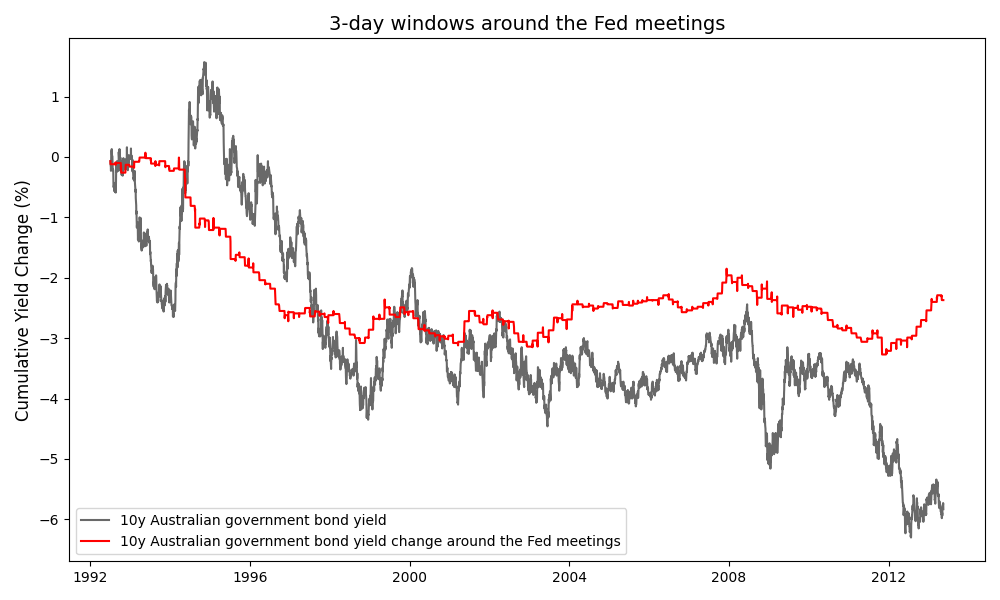 3-day windows around the Fed meetings
Cumulative Yield Change (%)
1
0
−1
−2
−3
−4
−5
−6
10y Australian government bond yield
10y Australian government bond yield change around the Fed meetings
1992 1996 2000 2004 2008 2012